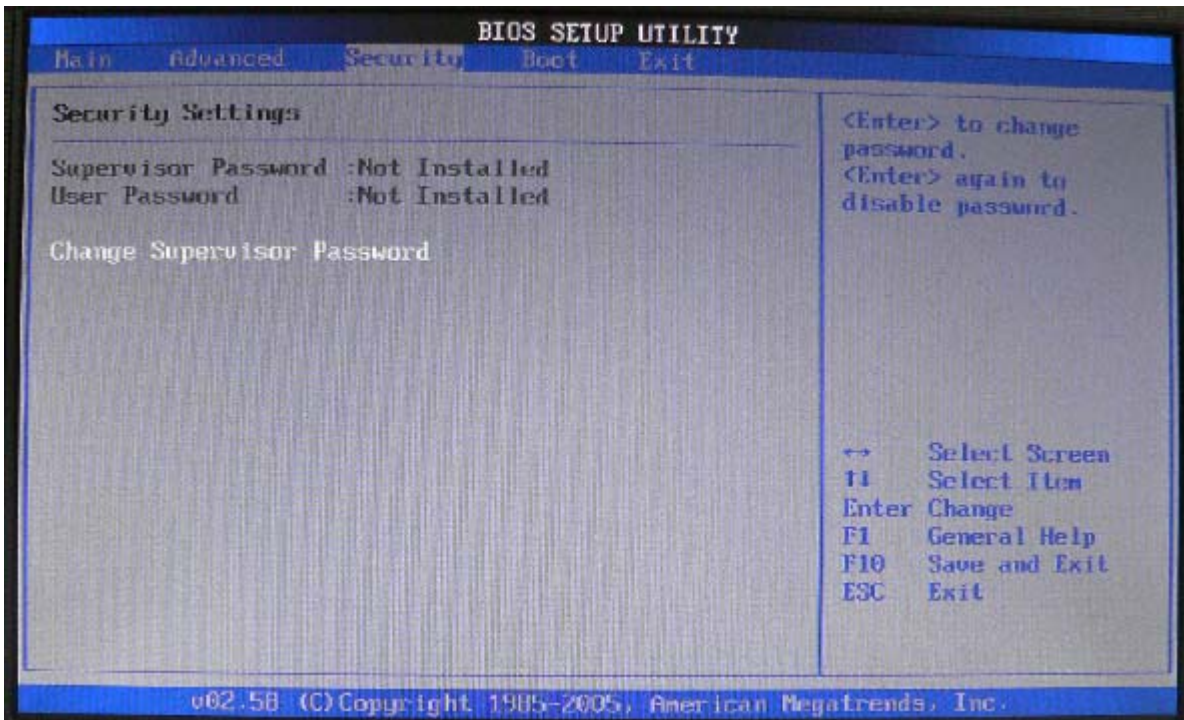 BIOS SETUP UTILITY
Main Advanced Security Boot Exit
Security Settings
Supervisor Password :Not Installed
User Password :Not Installed
Change Supervisor Password
<Enter> to change
password.
<Enter> again to
disable password.
↔ Select Screen
↑↓ Select Item
Enter Change
F1 General Help
F10 Save and Exit
ESC Exit
v02.58 (C)Copyright 1985-2005, American Megatrends, Inc.